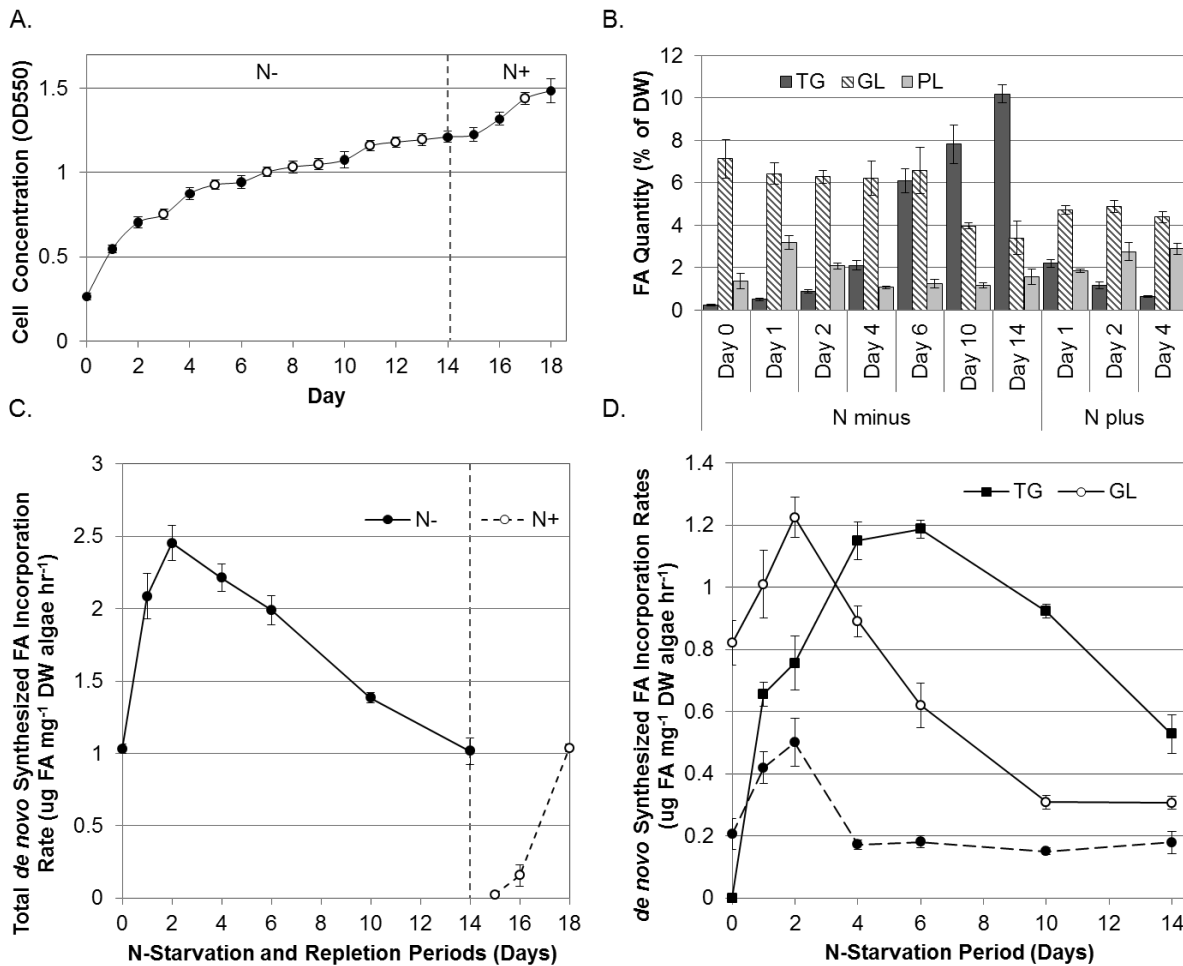 A.
N-
N+
Cell Concentration (OD550)
1.5
1
0.5
0
0 2 4 6 8 10 12 14 16 18
Day
B.
TG GL PL
FA Quantity (% of DW)
12
10
8
6
4
2
0
Day 0 Day 1 Day 2 Day 4 Day 6 Day 10 Day 14 Day 1 Day 2 Day 4
N minus N plus
C.
N- N+
Total de novo Synthesized FA Incorporation
Rate (ug FA mg-1 DW algae hr-1)
3
2.5
2
1.5
1
0.5
0
0 2 4 6 8 10 12 14 16 18
N-Starvation and Repletion Periods (Days)
D.
TG GL
de novo Synthesized FA Incorporation Rates
(ug FA mg-1 DW algae hr-1)
1.4
1.2
1
0.8
0.6
0.4
0.2
0
0 2 4 6 8 10 12 14
N Starvation Period (Days)